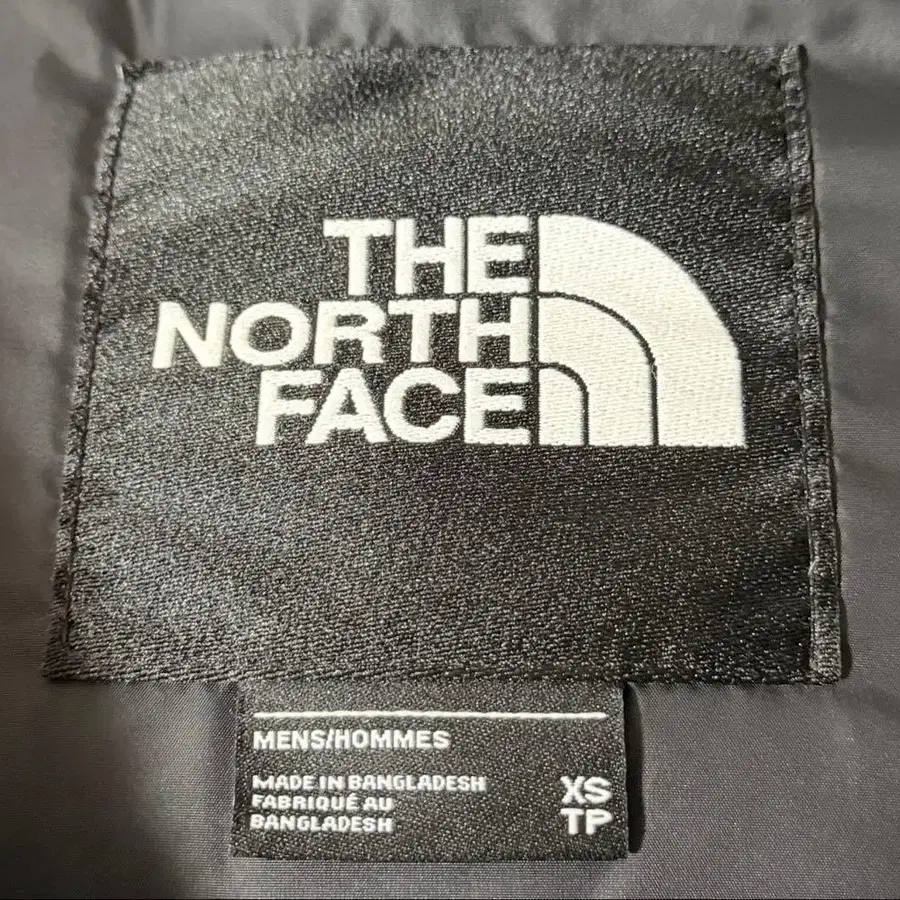 THE
NORTH
FACE
MENS/HOMMES
MADE IN BANGLADESH
FABRIQUÉ AU
BANGLADESH
XS
TP